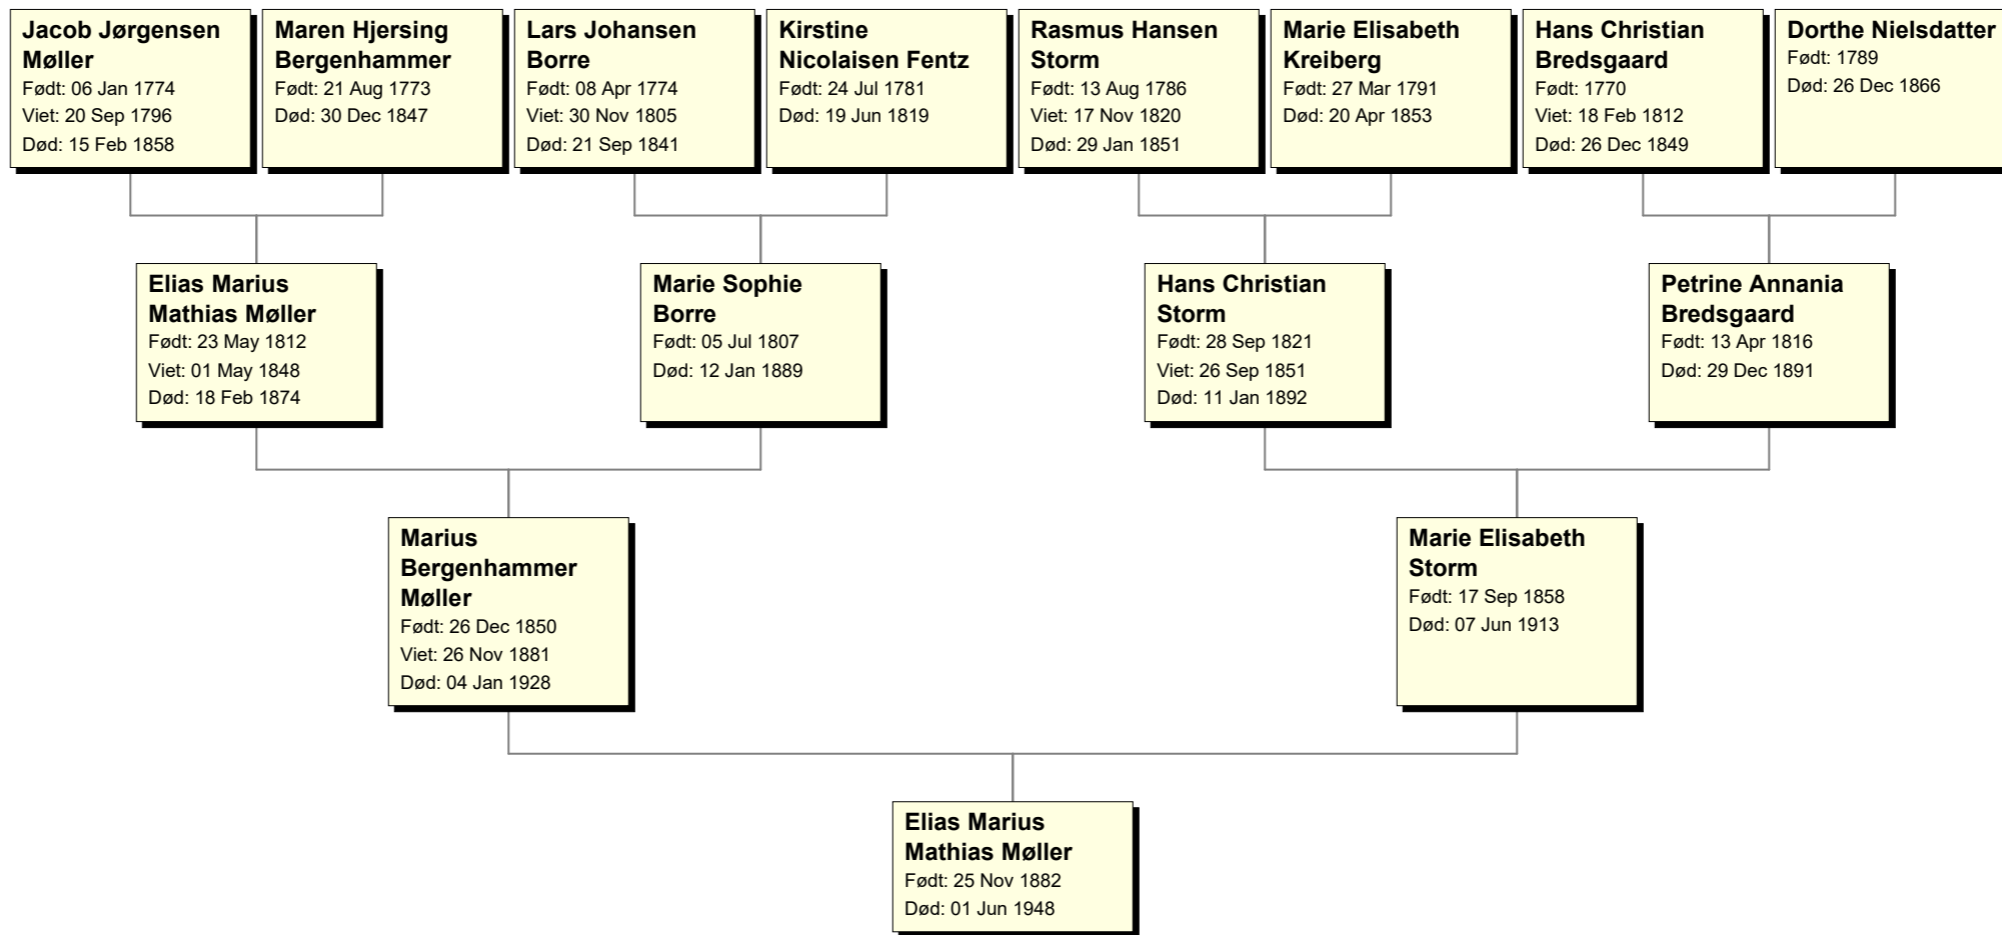 Jacob Jørgensen
Møller
Født: 06 Jan 1774
Viet: 20 Sep 1796
Død: 15 Feb 1858
Maren Hjersing
Bergenhammer
Født: 21 Aug 1773
Død: 30 Dec 1847
Lars Johansen
Borre
Født: 08 Apr 1774
Viet: 30 Nov 1805
Død: 21 Sep 1841
Kirstine
Nicolaisen Fentz
Født: 24 Jul 1781
Død: 19 Jun 1819
Rasmus Hansen
Storm
Født: 13 Aug 1786
Viet: 17 Nov 1820
Død: 29 Jan 1851
Marie Elisabeth
Kreiberg
Født: 27 Mar 1791
Død: 20 Apr 1853
Hans Christian
Bredsgaard
Født: 1770
Viet: 18 Feb 1812
Død: 26 Dec 1849
Dorthe Nielsdatter
Født: 1789
Død: 26 Dec 1866
Elias Marius
Mathias Møller
Født: 23 May 1812
Viet: 01 May 1848
Død: 18 Feb 1874
Marie Sophie
Borre
Født: 05 Jul 1807
Død: 12 Jan 1889
Hans Christian
Storm
Født: 28 Sep 1821
Viet: 26 Sep 1851
Død: 11 Jan 1892
Petrine Annania
Bredsgaard
Født: 13 Apr 1816
Død: 29 Dec 1891
Marius
Bergenhammer
Møller
Født: 26 Dec 1850
Viet: 26 Nov 1881
Død: 04 Jan 1928
Marie Elisabeth
Storm
Født: 17 Sep 1858
Død: 07 Jun 1913
Elias Marius
Mathias Møller
Født: 25 Nov 1882
Død: 01 Jun 1948